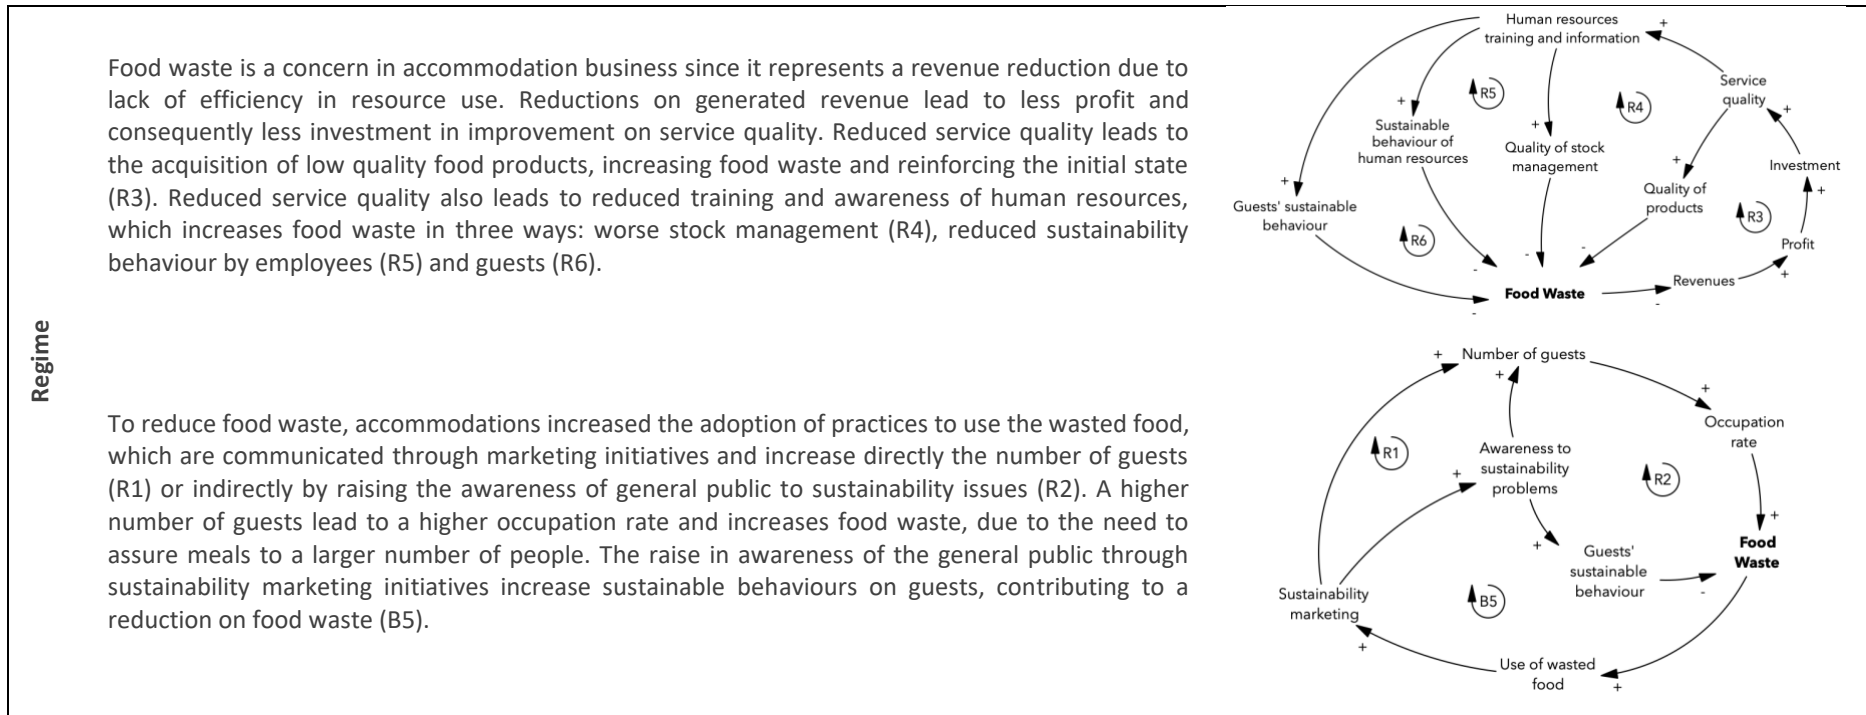 Regime
Food waste is a concern in accommodation business since it represents a revenue reduction due to
lack of efficiency in resource use. Reductions on generated revenue lead to less profit and
consequently less investment in improvement on service quality. Reduced service quality leads to
the acquisition of low quality food products, increasing food waste and reinforcing the initial state
(R3). Reduced service quality also leads to reduced training and awareness of human resources,
which increases food waste in three ways: worse stock management (R4), reduced sustainability
behaviour by employees (R5) and guests (R6).
Human resources
training and information
+
Service
quality
+
R5
R4
+
Sustainable
behaviour of
human resources
+
Quality of stock
management
+
Investment
+
+
Quality of
products
R3
Guests' sustainable
behaviour
R6
Profit
+
-
-
-
-
Food Waste
-
Revenues
To reduce food waste, accommodations increased the adoption of practices to use the wasted food,
which are communicated through marketing initiatives and increase directly the number of guests
(R1) or indirectly by raising the awareness of general public to sustainability issues (R2). A higher
number of guests lead to a higher occupation rate and increases food waste, due to the need to
assure meals to a larger number of people. The raise in awareness of the general public through
sustainability marketing initiatives increase sustainable behaviours on guests, contributing to a
reduction on food waste (B5).
+
Number of guests
+
+
Occupation
rate
R1
Awareness to
sustainability
problems
+
R2
+
Food
Waste
+
Guests'
sustainable
behaviour
-
Sustainability
marketing
B5
+
Use of wasted
food
+